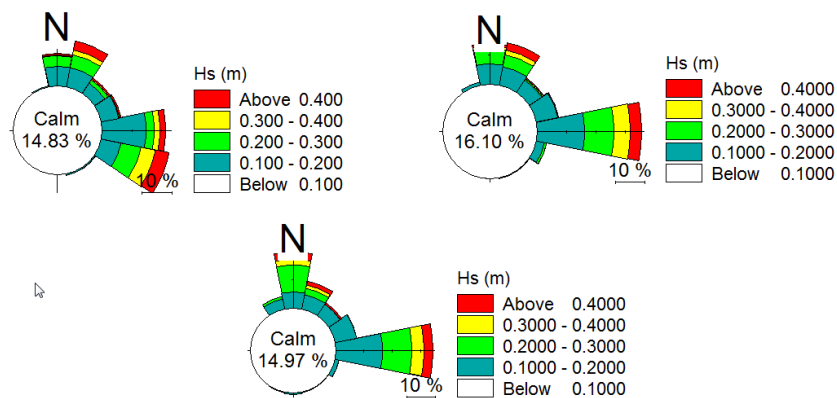 N
Calm
14.83 %
10 %
Hs (m)
Above 0.400
0.300 - 0.400
0.200 - 0.300
0.100 - 0.200
Below 0.100
N
Calm
16.10 %
10 %
Hs (m)
Above 0.4000
0.3000 - 0.4000
0.2000 - 0.3000
0.1000 - 0.2000
Below 0.1000
N
Calm
14.97 %
10 %
Hs (m)
Above 0.4000
0.3000 - 0.4000
0.2000 - 0.3000
0.1000 - 0.2000
Below 0.1000